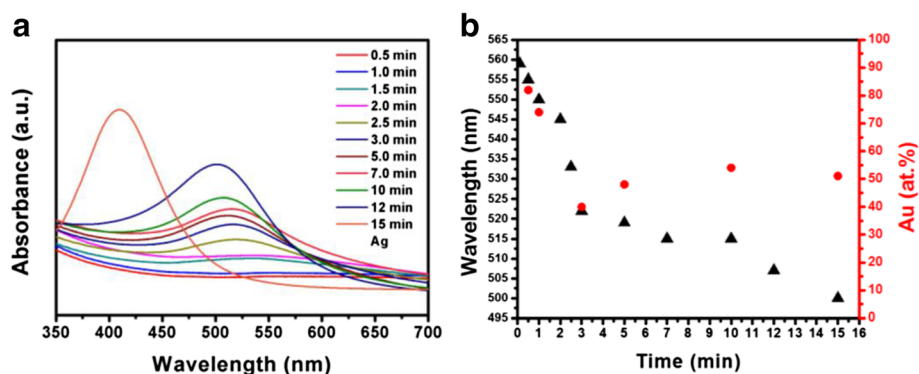 a
Absorbance (a.u.)
0.5 min
1.0 min
1.5 min
2.0 min
2.5 min
3.0 min
5.0 min
7.0 min
10 min
12 min
15 min
Ag
350 400 450 500 550 600 650 700
Wavelength (nm)
b
Wavelength (nm)
565
560
555
550
545
540
535
530
525
520
515
510
505
500
495
100
90
80
70
60
50
40
30
20
10
0
Au (at.%)
0 1 2 3 4 5 6 7 8 9 10 11 12 13 14 15 16
Time (min)